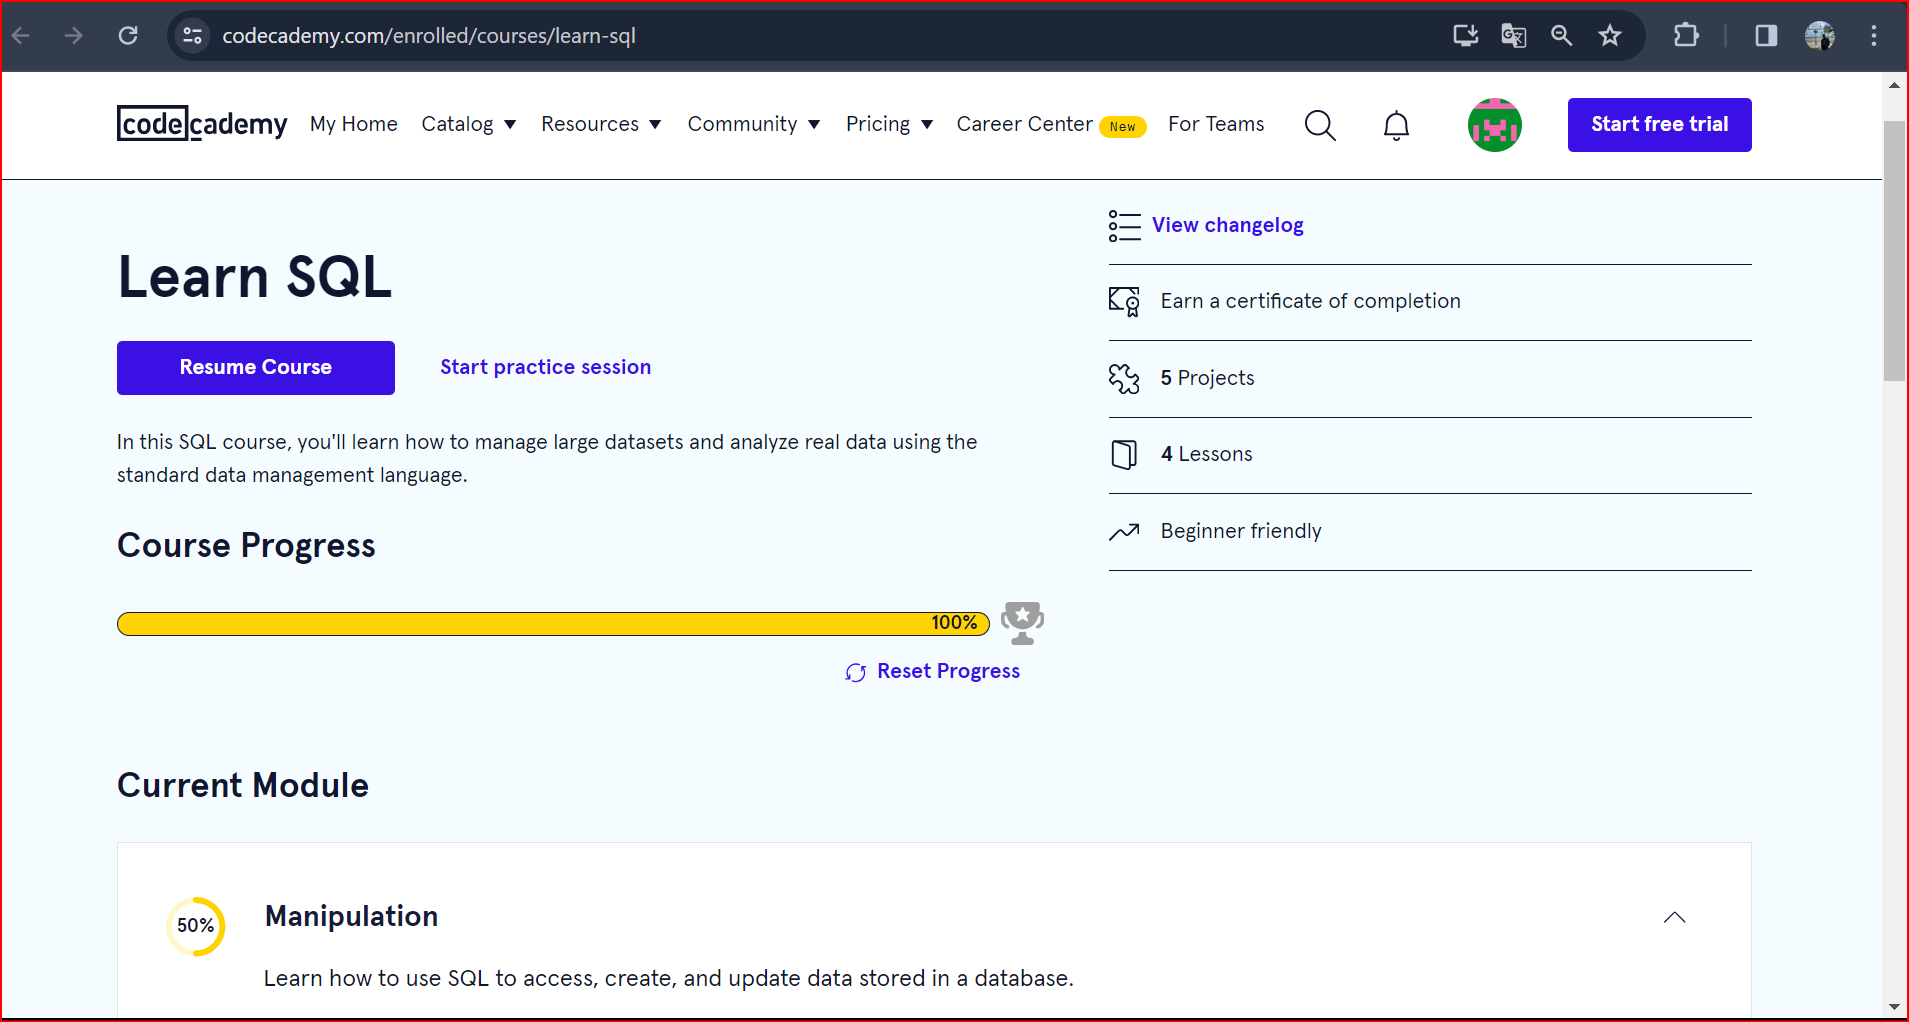 codecademy.com/enrolled/courses/learn-sql
codecademy My Home Catalog Resources Community Pricing Career Center New For Teams Start free trial
View changelog
Learn SQL
Earn a certificate of completion
Resume Course Start practice session
5 Projects
In this SQL course, you'll learn how to manage large datasets and analyze real data using the
standard data management language.
4 Lessons
Beginner friendly
Course Progress
100%
Reset Progress
Current Module
50% Manipulation
Learn how to use SQL to access, create, and update data stored in a database.